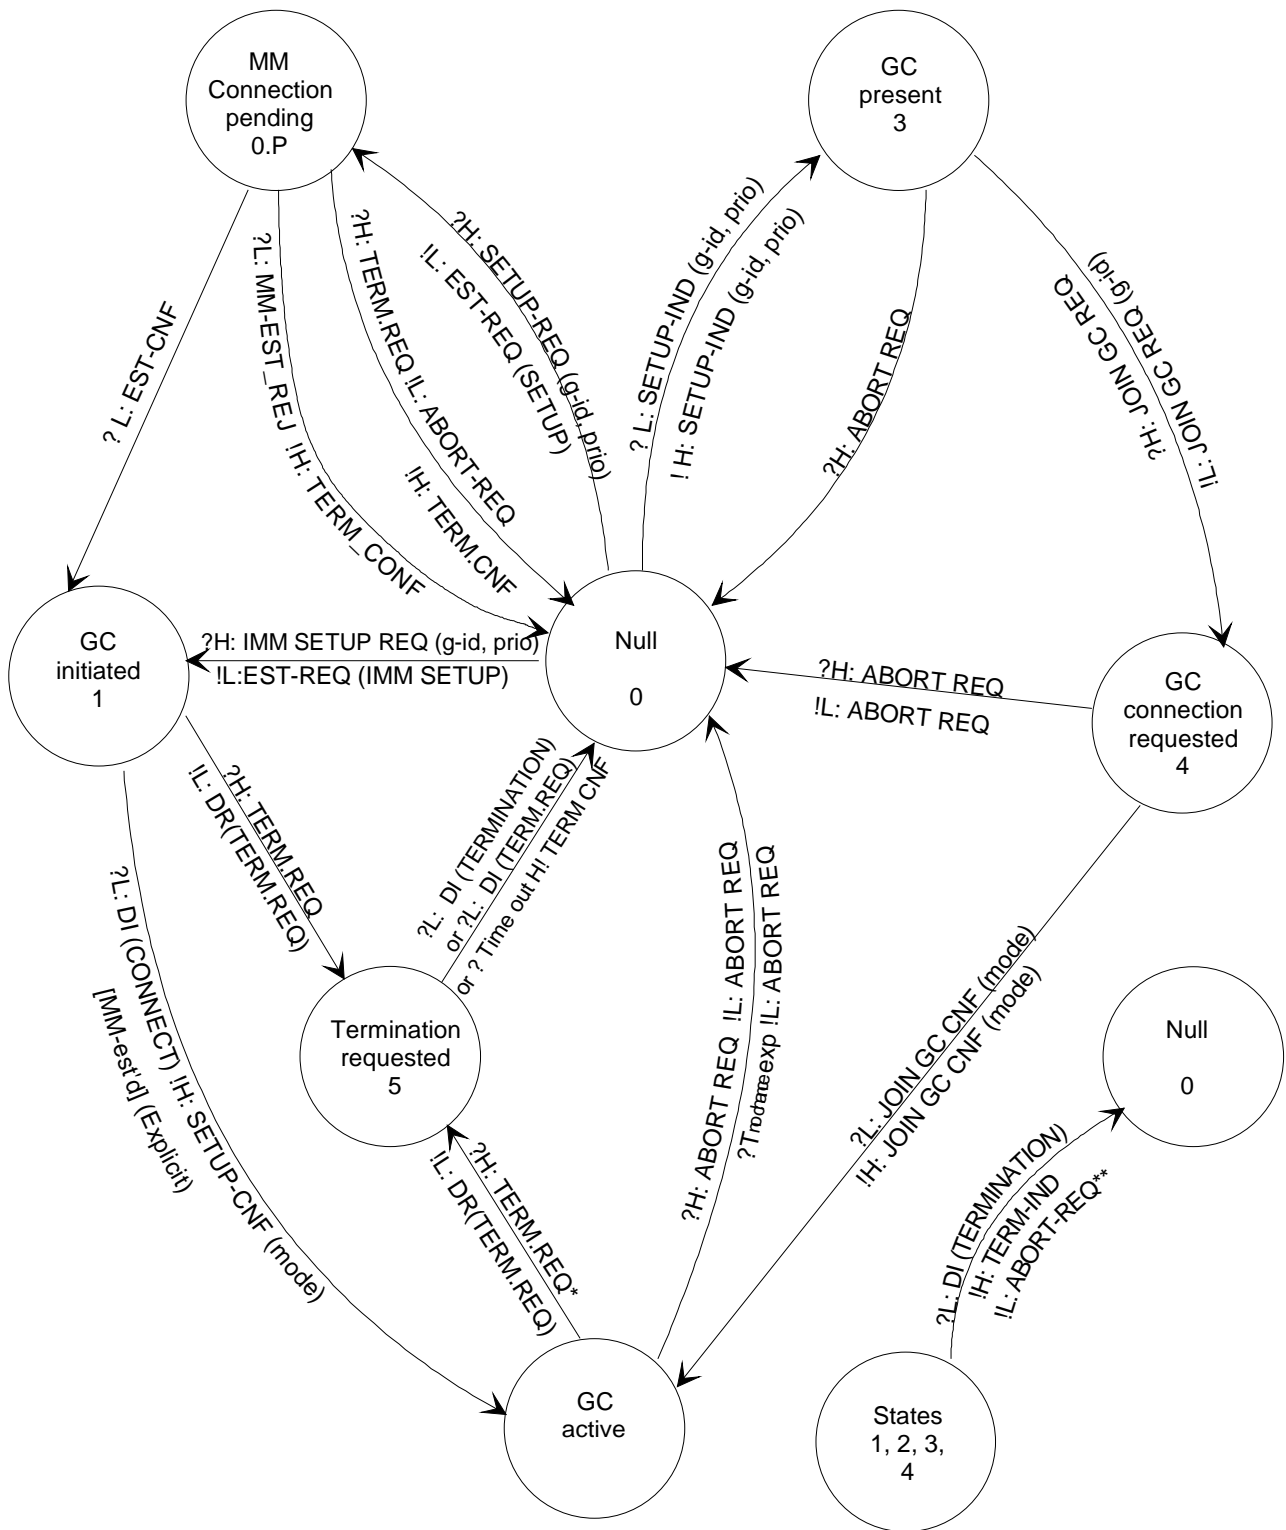 MM
Connection
pending
0.P
GC
present
3
?H: SETUP-REQ (g-id, prio)
!L: EST-REQ (SETUP)
?H: TERM.REQ !L: ABORT-REQ
!H: TERM.CNF
?L: MM-EST_REJ !H: TERM_CONF
? L: EST-CNF
? L: SETUP-IND (g-id, prio)
! H: SETUP-IND (g-id, prio)
?H: ABORT REQ
!L: JOIN GC REQ (g-id)
?H: JOIN GC REQ
GC
initiated
1
?H: IMM SETUP REQ (g-id, prio)
!L:EST-REQ (IMM SETUP)
Null
0
?H: ABORT REQ
!L: ABORT REQ
GC
connection
requested
4
?H: TERM.REQ
!L: DR(TERM.REQ)
?L: DI (TERMINATION)
or ?L: DI (TERM.REQ)
or ? Time out H! TERM CNF
?L: DI (CONNECT) !H: SETUP-CNF (mode)
[MM-est'd] (Explicit)
?H: ABORT REQ !L: ABORT REQ
exp !L: ABORT REQ
?L: JOIN GC CNF (mode)
!H: JOIN GC CNF (mode)
Termination
requested
5
Null
0
?H: TERM.REQ*
!L: DR(TERM.REQ)
?L: DI (TERMINATION)
!H: TERM-IND
!L: ABORT-REQ**
GC
active
States
1, 2, 3,
4